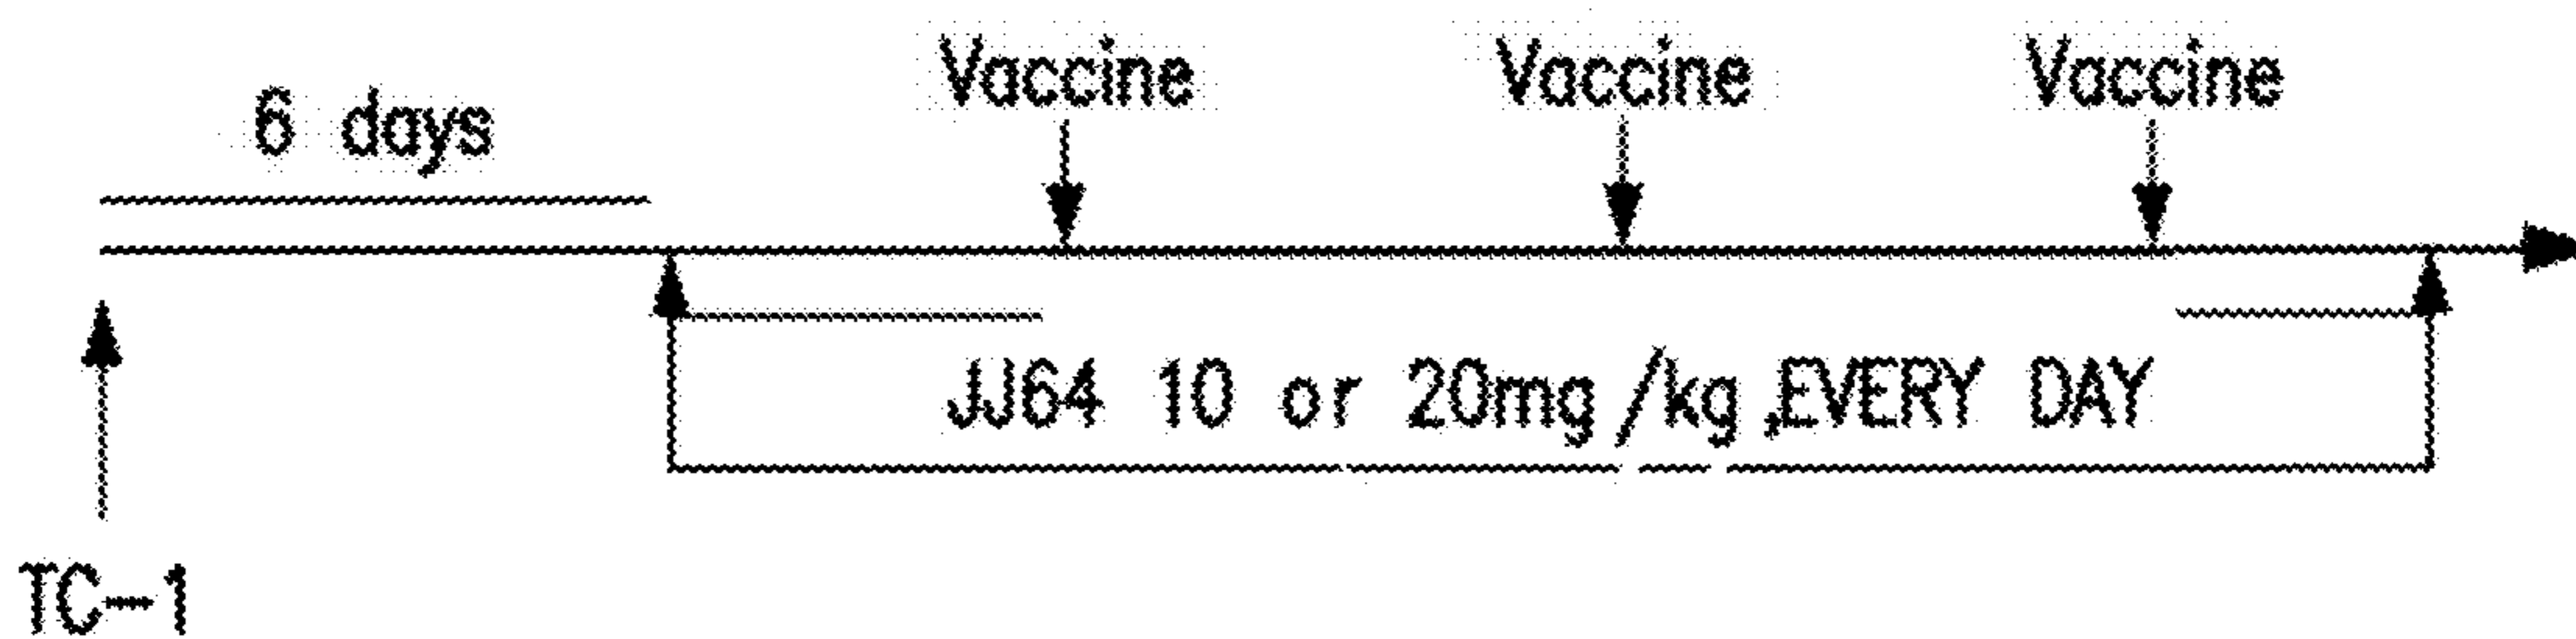 Vaccine
Vaccine
Vaccine
6 days
JJ64 10 or 20mg/kg,EVERY DAY
TC-1